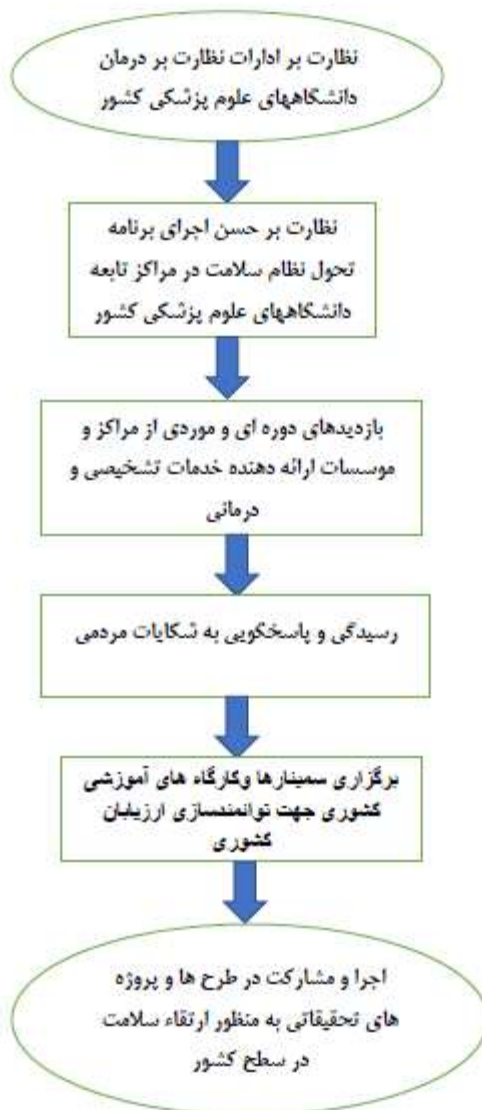 نظارت بر ادارات نظارت بر درمان
دانشگاههای علوم پزشکی کشور
نظارت بر حسن اجرای برنامه
تحول نظام سلامت در مراکز تابعه
دانشگاههای علوم پزشکی کشور
بازدیدهای دوره ای و موردی از مراکز و
موسسات ارائه دهنده خدمات تشخیصی و
درمانی
رسیدگی و پاسخگویی به شکایات مردمی
برگزاری سمینارها وکارگاه های آموزشی
کشوری جهت توانمندسازی ارزیابان
کشوری
اجرا و مشارکت در طرح ها و پروژه
های تحقیقاتی به منظور ارتقاء سلامت
در سطح کشور